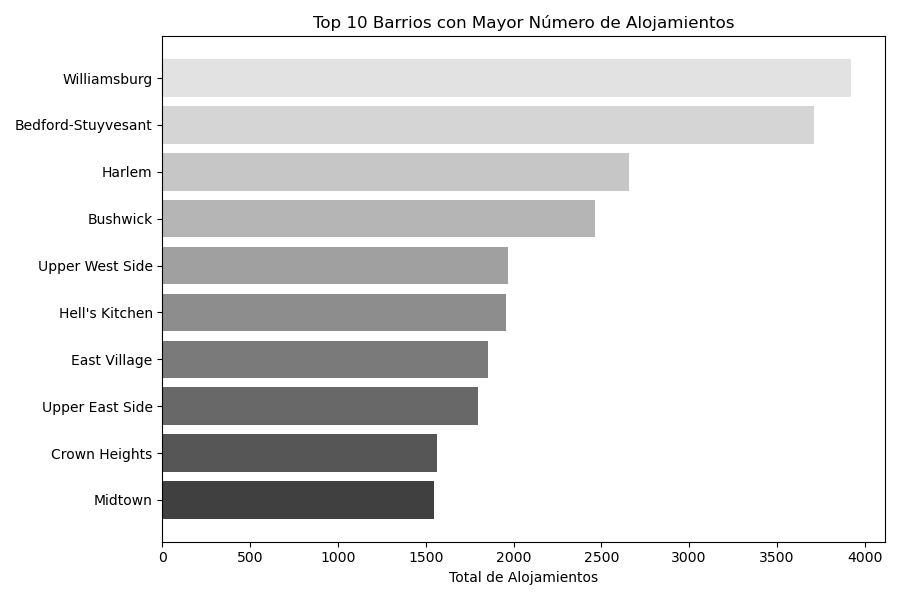 Top 10 Barrios con Mayor Número de Alojamientos
Williamsburg
Bedford-Stuyvesant
Harlem
Bushwick
Upper West Side
Hell's Kitchen
East Village
Upper East Side
Crown Heights
Midtown
0 500 1000 1500 2000 2500 3000 3500 4000
Total de Alojamientos